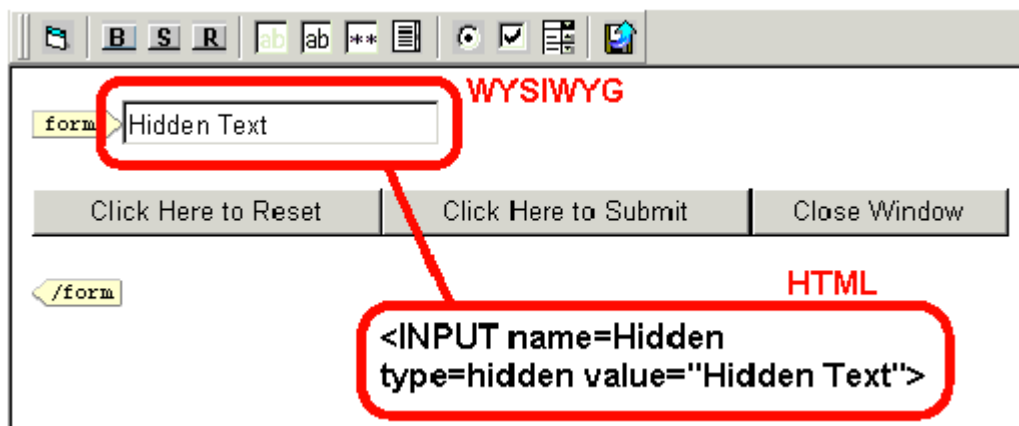 B S R ab ab **
WYSIWYG
form Hidden Text
Click Here to Reset Click Here to Submit Close Window
/form
HTML
<INPUT name=Hidden
type=hidden value="Hidden Text">